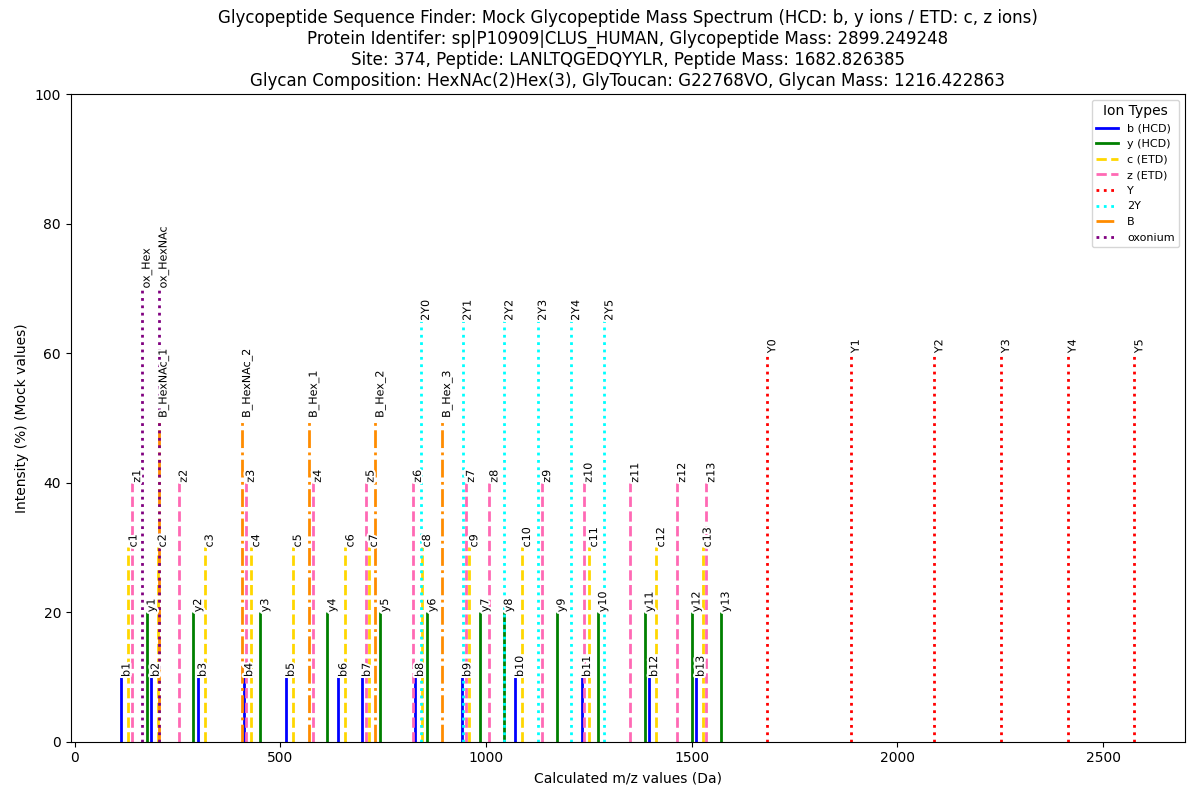 Glycopeptide Sequence Finder: Mock Glycopeptide Mass Spectrum (HCD: b, y ions / ETD: c, z ions)
Protein Identifer: sp|P10909|CLUS_HUMAN, Glycopeptide Mass: 2899.249248
Site: 374, Peptide: LANLTQGEDQYYLR, Peptide Mass: 1682.826385
Glycan Composition: HexNAc(2)Hex(3), GlyToucan: G22768VO, Glycan Mass: 1216.422863
Ion Types
b (HCD)
y (HCD)
c (ETD)
z (ETD)
Y
2Y
B
oxonium
Intensity (%) (Mock values)
100
80
60
40
20
0
ox_Hex ox_HexNAc
2Y0 2Y1 2Y2 2Y3 2Y4 2Y5
Y0 Y1 Y2 Y3 Y4 Y5
B_HexNAc_1 B_HexNAc_2 B_Hex_1 B_Hex_2 B_Hex_3
z1 z2 z3 z4 z5 z6 z7 z8 z9 z10 z11 z12 z13
c1 c2 c3 c4 c5 c6 c7 c8 c9 c10 c11 c12 c13
y1 y2 y3 y4 y5 y6 y7 y8 y9 y10 y11 y12 y13
b1 b2 b3 b4 b5 b6 b7 b8 b9 b10 b11 b12 b13
0 500 1000 1500 2000 2500
Calculated m/z values (Da)